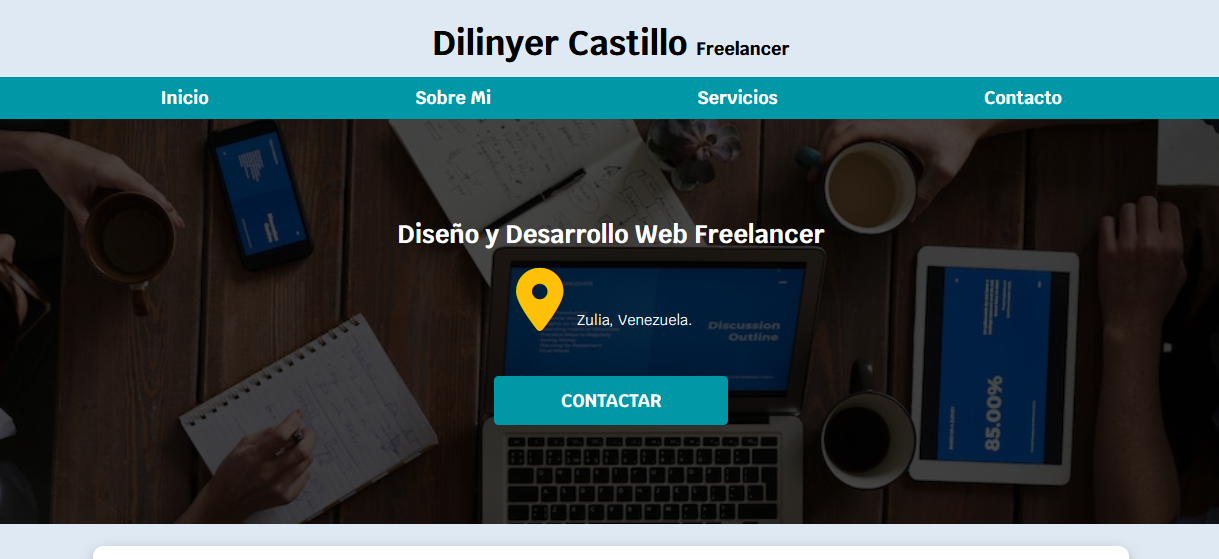 Dilinyer Castillo Freelancer
Inicio Sobre Mi Servicios Contacto
Diseño y Desarrollo Web Freelancer
Zulia, Venezuela.
Discussion
Outline
CONTACTAR
85.00%